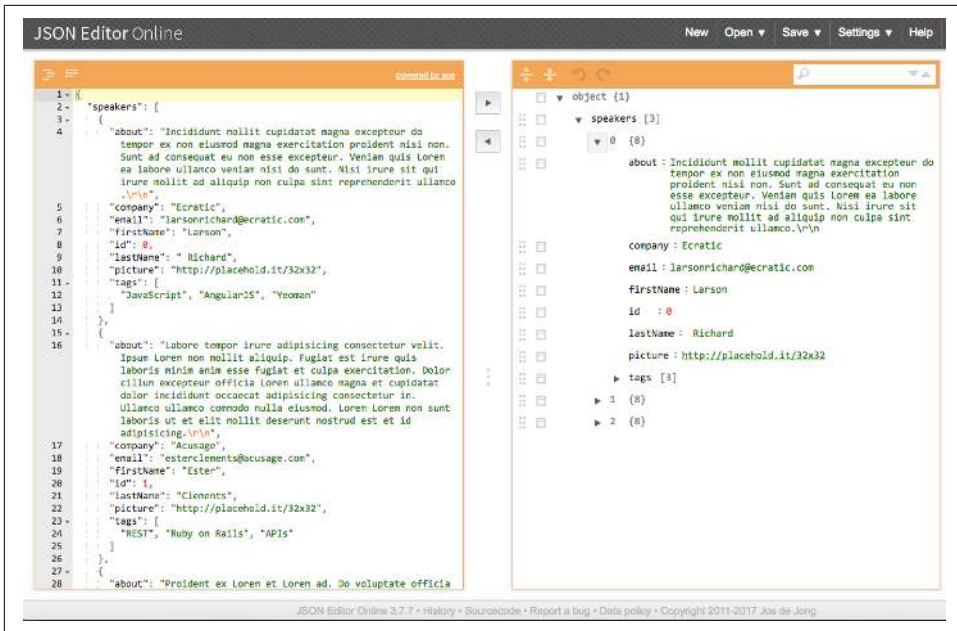 JSON Editor Online
New Open ▾ Save ▾ Settings ▾ Help
powered by ace
1 {
2 "speakers": [
3 {
4 "about": "Incididunt mollit cupidatat magna excepteur do
tempor ex non eiusmod magna exercitation proident nisi non.
Sunt ad consequat eu non esse excepteur. Veniam quis Lorem
ea labore ullamco veniam nisi do sunt. Nisi irure sit qui
irure mollit ad aliquip non culpa sint reprehenderit ullamco
.\r\n",
5 "company": "Ecratic",
6 "email": "larsonrichard@ecratic.com",
7 "firstName": "Larson",
8 "id": 0,
9 "lastName": " Richard",
10 "picture": "http://placehold.it/32x32",
11 "tags": [
12 "JavaScript", "AngularJS", "Yeoman"
13 ]
14 },
15 {
16 "about": "Labore tempor irure adipisicing consectetur velit.
Ipsum Lorem non mollit aliquip. Fugiat est irure quis
laboris minim anim esse fugiat et culpa exercitation. Dolor
cillum excepteur officia Lorem ullamco magna et cupidatat
dolor incididunt occaecat adipisicing consectetur in.
Ullamco ullamco commodo nulla eiusmod. Lorem Lorem non sunt
laboris ut et elit mollit deserunt nostrud est et id
adipisicing.\r\n",
17 "company": "Acusage",
18 "email": "esterclements@acusage.com",
19 "firstName": "Ester",
20 "id": 1,
21 "lastName": "Clements",
22 "picture": "http://placehold.it/32x32",
23 "tags": [
24 "REST", "Ruby on Rails", "APIs"
25 ]
26 },
27 {
28 "about": "Proident ex Lorem et Lorem ad. Do voluptate officia
object {1}
speakers [3]
0 {8}
about : Incididunt mollit cupidatat magna excepteur do
tempor ex non eiusmod magna exercitation
proident nisi non. Sunt ad consequat eu non
esse excepteur. Veniam quis Lorem ea labore
ullamco veniam nisi do sunt. Nisi irure sit
qui irure mollit ad aliquip non culpa sint
reprehenderit ullamco.\r\n
company : Ecratic
email : larsonrichard@ecratic.com
firstName : Larson
id : 0
lastName : Richard
picture : http://placehold.it/32x32
tags [3]
1 {8}
2 {8}
JSON Editor Online 3.7.7 • History • Sourcecode • Report a bug • Data policy • Copyright 2011-2017 Jos de Jong